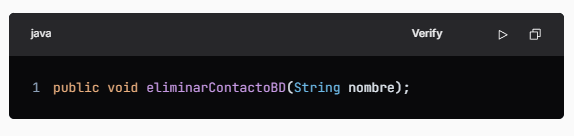 java Verify
1 public void eliminarContactoBD(String nombre);